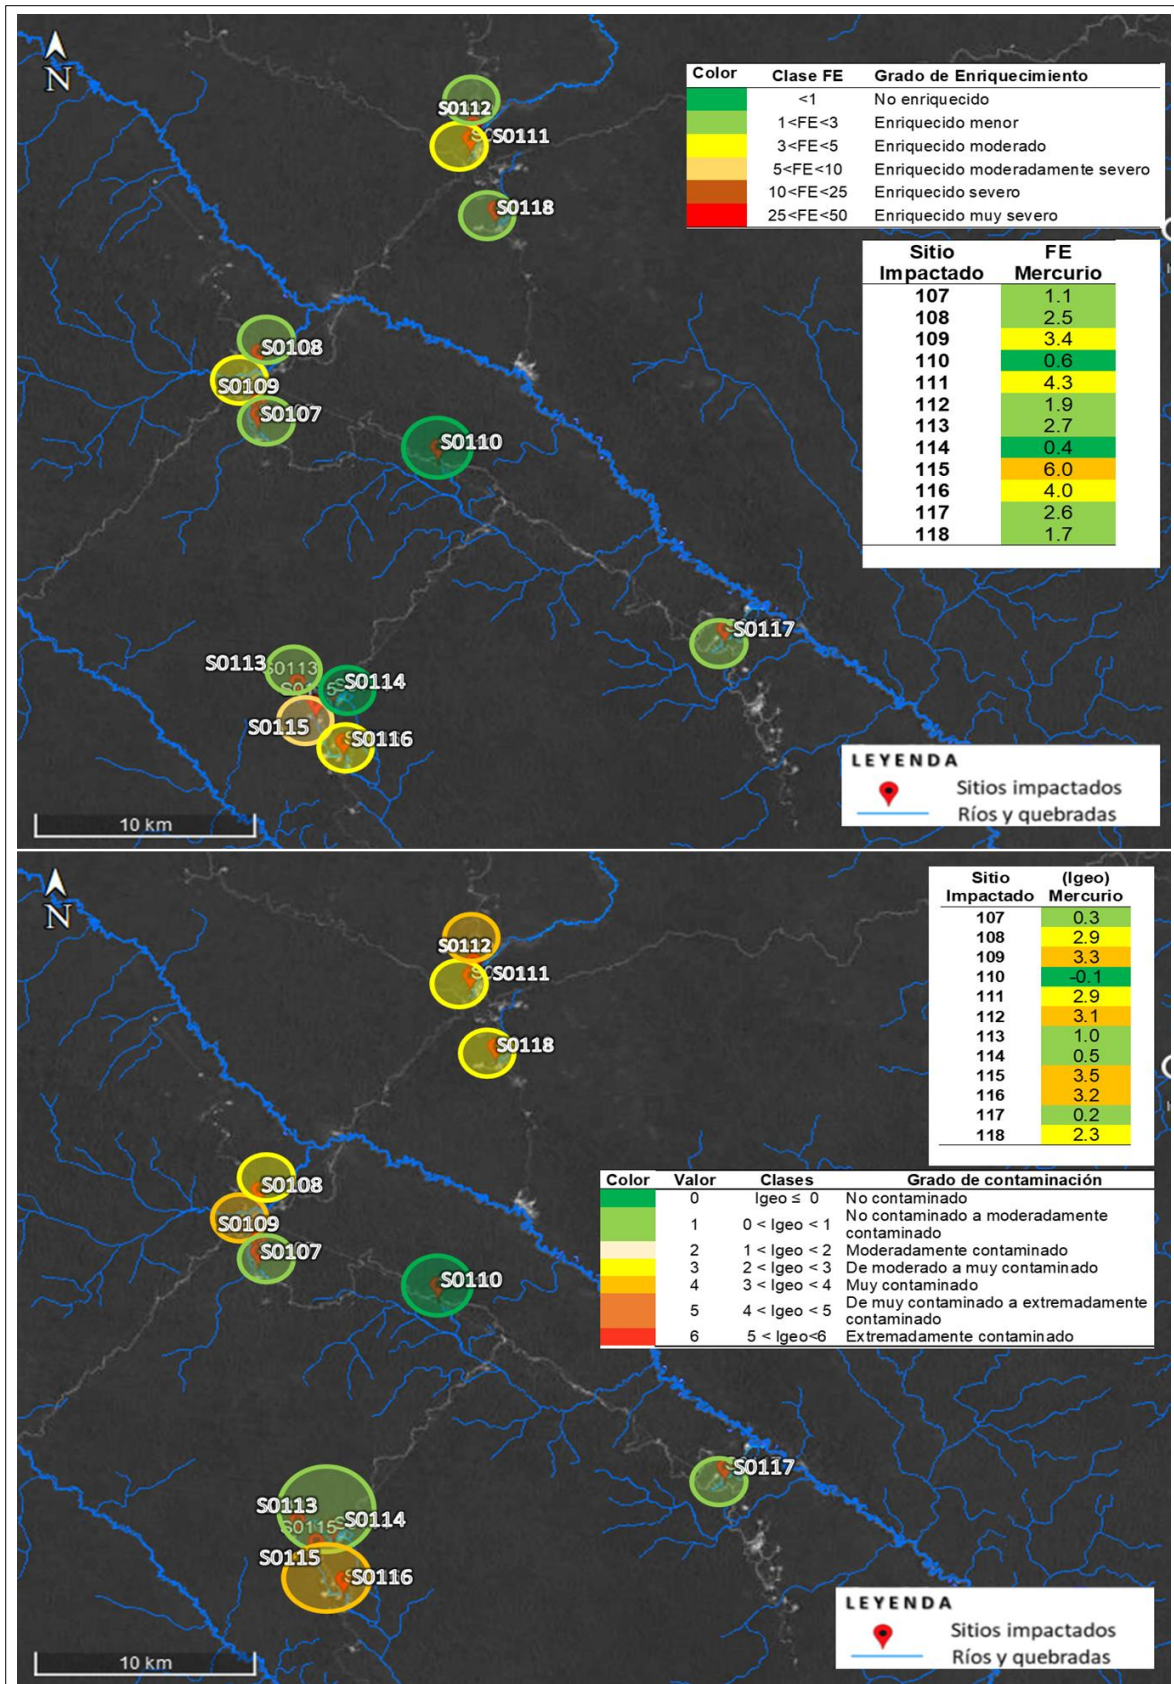 Color Clase FE Grado de Enriquecimiento
<1 No enriquecido
1<FE<3 Enriquecido menor
3<FE<5 Enriquecido moderado
5<FE<10 Enriquecido moderadamente severo
10<FE<25 Enriquecido severo
25<FE<50 Enriquecido muy severo
N
S0112
S0111
S0118
Sitio Impactado FE Mercurio
107 1.1
108 2.5
109 3.4
110 0.6
111 4.3
112 1.9
113 2.7
114 0.4
115 6.0
116 4.0
117 2.6
118 1.7
S0108
S0109
S0107
S0110
S0117
S0113
S0113
S0114
S0115
S0116
LEYENDA
Sitios impactados
Ríos y quebradas
10 km
N
Sitio Impactado (Igeo) Mercurio
107 0.3
108 2.9
109 3.3
110 -0.1
111 2.9
112 3.1
113 1.0
114 0.5
115 3.5
116 3.2
117 0.2
118 2.3
S0112
S0111
S0118
Color Valor Clases Grado de contaminación
0 Igeo ≤ 0 No contaminado
1 0 < Igeo < 1 No contaminado a moderadamente contaminado
2 1 < Igeo < 2 Moderadamente contaminado
3 2 < Igeo < 3 De moderado a muy contaminado
4 3 < Igeo < 4 Muy contaminado
5 4 < Igeo < 5 De muy contaminado a extremadamente contaminado
6 5 < Igeo<6 Extremadamente contaminado
S0108
S0109
S0107
S0110
S0117
S0113
S0114
S0115
S0115
S0116
LEYENDA
Sitios impactados
Ríos y quebradas
10 km